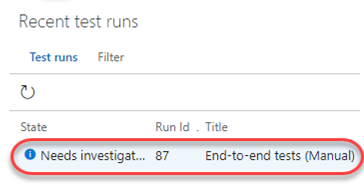 Recent test runs
Test runs Filter
State Run Id . Title
Needs investigat... 87 End-to-end tests (Manual)